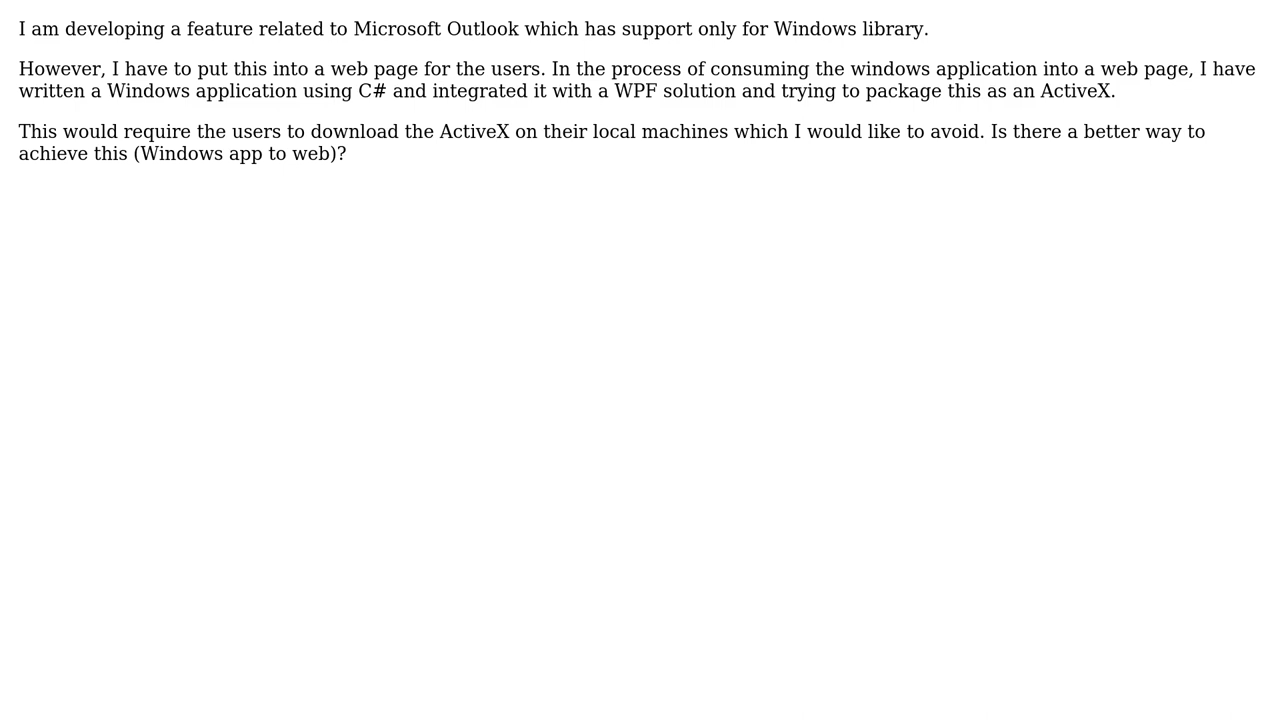 I am developing a feature related to Microsoft Outlook which has support only for Windows library.
However, I have to put this into a web page for the users. In the process of consuming the windows application into a web page, I have
written a Windows application using C# and integrated it with a WPF solution and trying to package this as an ActiveX.
This would require the users to download the ActiveX on their local machines which I would like to avoid. Is there a better way to
achieve this (Windows app to web)?